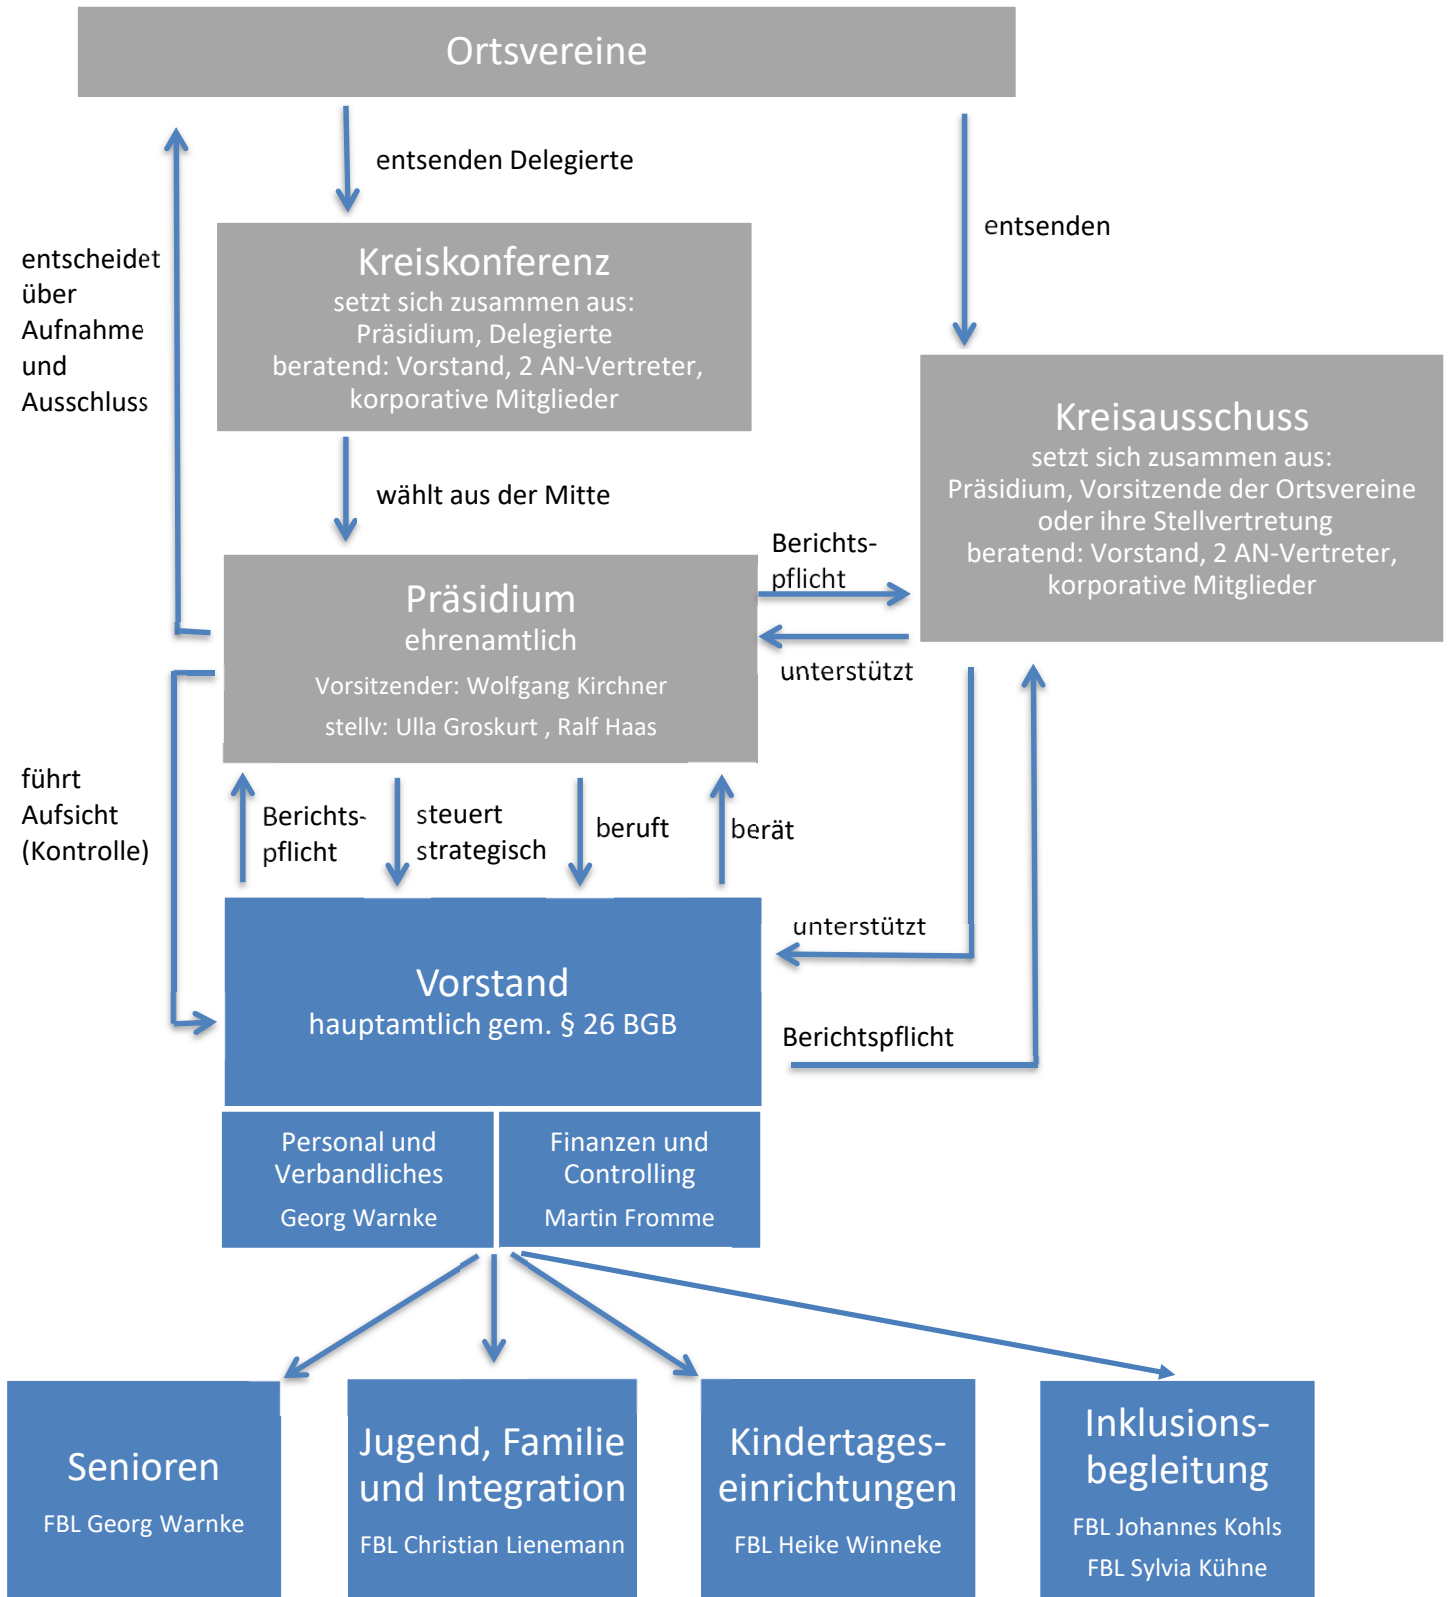 Ortsvereine
entsenden Delegierte
entsenden
entscheidet
über
Aufnahme
und
Ausschluss
Kreiskonferenz
setzt sich zusammen aus:
Präsidium, Delegierte
beratend: Vorstand, 2 AN-Vertreter,
korporative Mitglieder
Kreisausschuss
setzt sich zusammen aus:
Präsidium, Vorsitzende der Ortsvereine
oder ihre Stellvertretung
beratend: Vorstand, 2 AN-Vertreter,
korporative Mitglieder
wählt aus der Mitte
Berichts-
pflicht
Präsidium
ehrenamtlich
Vorsitzender: Wolfgang Kirchner
stellv: Ulla Groskurt , Ralf Haas
unterstützt
führt
Aufsicht
(Kontrolle)
Berichts-
pflicht
steuert
strategisch
beruft
berät
unterstützt
Vorstand
hauptamtlich gem. § 26 BGB
Berichtspflicht
Personal und
Verbandliches
Georg Warnke
Finanzen und
Controlling
Martin Fromme
Senioren
FBL Georg Warnke
Jugend, Familie
und Integration
FBL Christian Lienemann
Kindertages-
einrichtungen
FBL Heike Winneke
Inklusions-
begleitung
FBL Johannes Kohls
FBL Sylvia Kühne